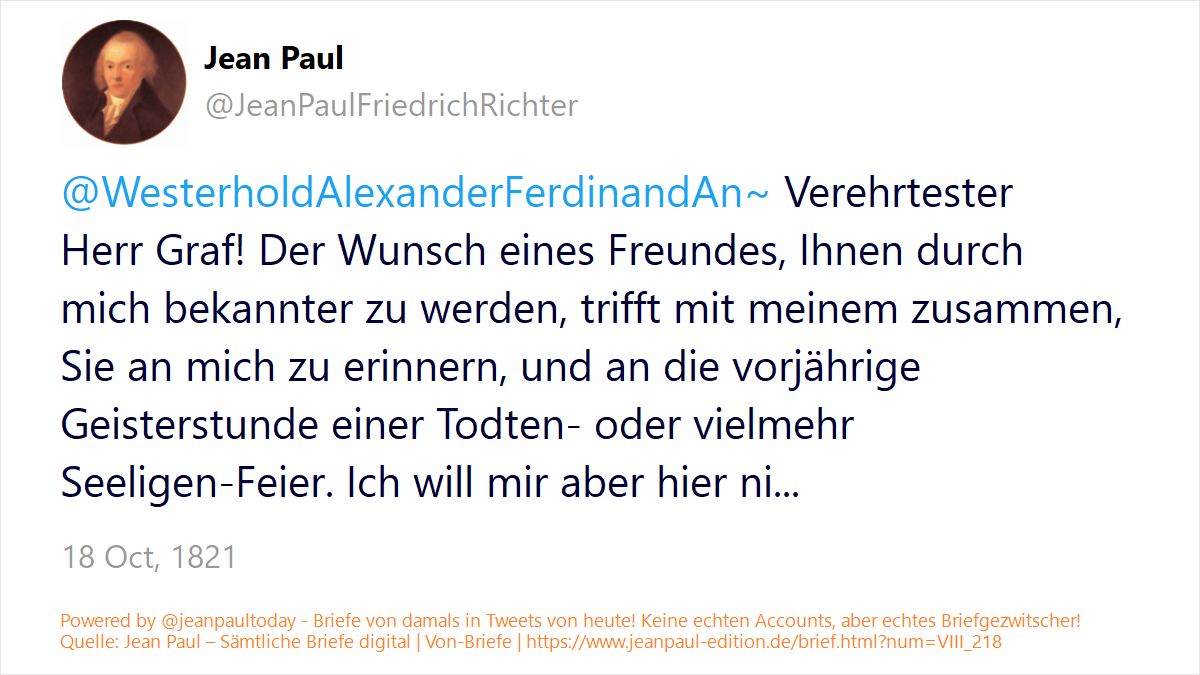 Jean Paul
@JeanPaulFriedrichRichter
@WesterholdAlexanderFerdinandAn~ Verehrtester
Herr Graf! Der Wunsch eines Freundes, Ihnen durch
mich bekannter zu werden, trifft mit meinem zusammen,
Sie an mich zu erinnern, und an die vorjährige
Geisterstunde einer Todten- oder vielmehr
Seeligen-Feier. Ich will mir aber hier ni...
18 Oct, 1821
Powered by @jeanpaultoday - Briefe von damals in Tweets von heute! Keine echten Accounts, aber echtes Briefgezwitscher!
Quelle: Jean Paul – Sämtliche Briefe digital | Von-Briefe | https://www.jeanpaul-edition.de/brief.html?num=VIII_218